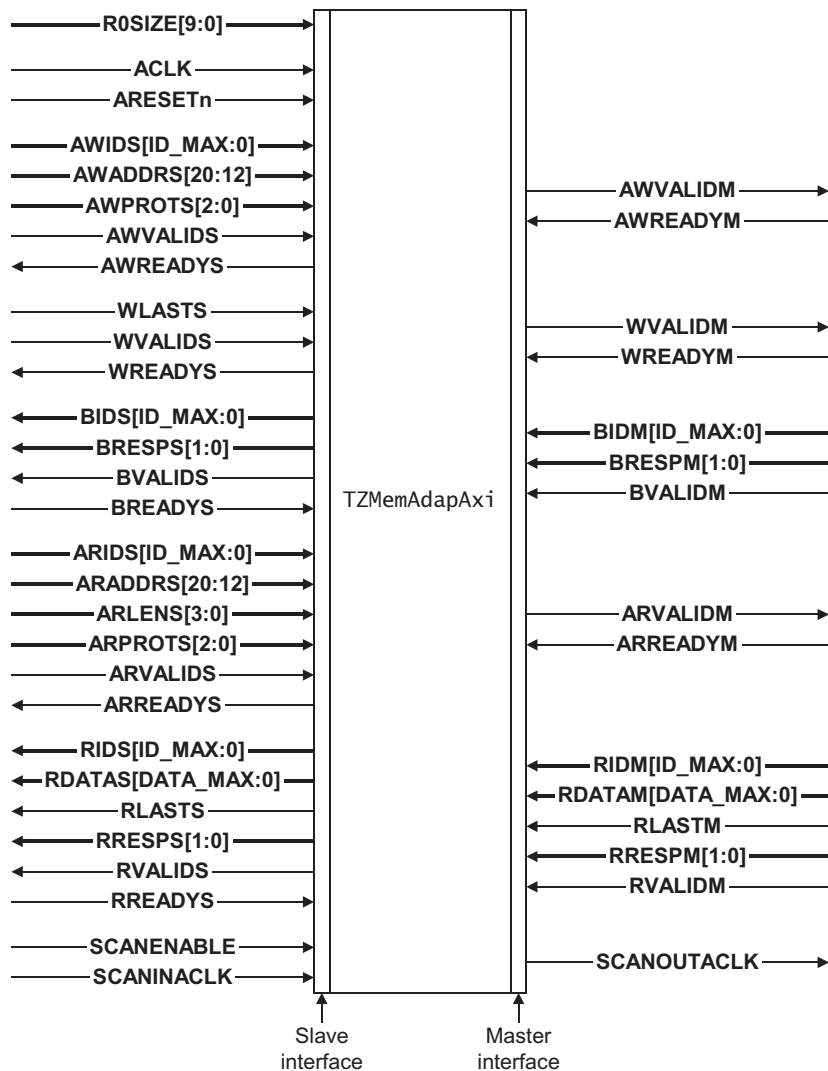 R0SIZE[9:0]
ACLK
ARESETn
AWIDS[ID_MAX:0]
AWADDRS[20:12]
AWPROTS[2:0]
AWVALIDS
AWREADYS
WLASTS
WVALIDS
WREADYS
BIDS[ID_MAX:0]
BRESPS[1:0]
BVALIDS
BREADYS
ARIDS[ID_MAX:0]
ARADDRS[20:12]
ARLENS[3:0]
ARPROTS[2:0]
ARVALIDS
ARREADYS
RIDS[ID_MAX:0]
RDATAS[DATA_MAX:0]
RLASTS
RRESPS[1:0]
RVALIDS
RREADYS
SCANENABLE
SCANINACLK
TZMemAdapAxi
AWVALIDM
AWREADYM
WVALIDM
WREADYM
BIDM[ID_MAX:0]
BRESPM[1:0]
BVALIDM
ARVALIDM
ARREADYM
RIDM[ID_MAX:0]
RDATAM[DATA_MAX:0]
RLASTM
RRESPM[1:0]
RVALIDM
SCANOUTACLK
Slave
interface
Master
interface